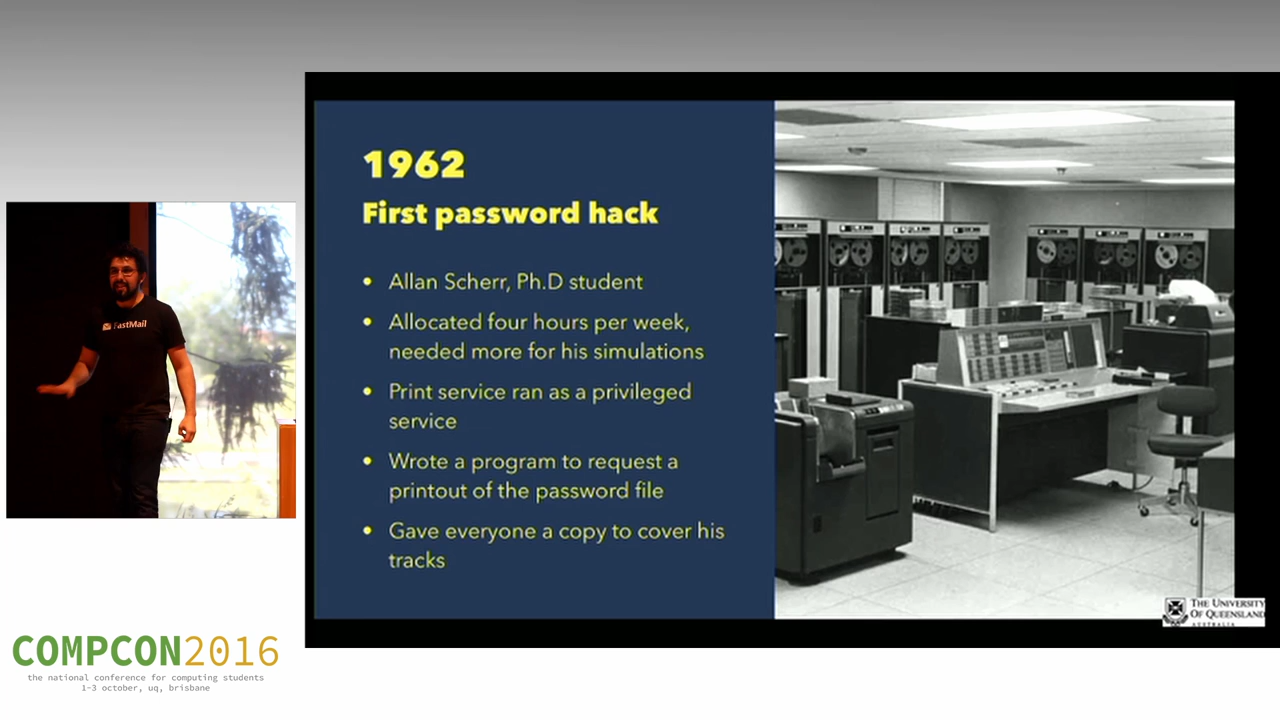 1962
First password hack
• Allan Scherr, Ph.D student
• Allocated four hours per week,
needed more for his simulations
• Print service ran as a privileged
service
• Wrote a program to request a
printout of the password file
• Gave everyone a copy to cover his
tracks
FastMail
THE UNIVERSITY
OF QUEENSLAND
AUSTRALIA
COMPCON2016
the national conference for computing students
1-3 october, uq, brisbane